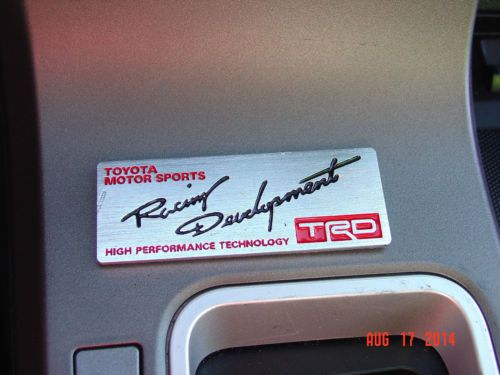 TOYOTA
MOTOR SPORTS
Racing Development
HIGH PERFORMANCE TECHNOLOGY TRD
AUG 17 2014